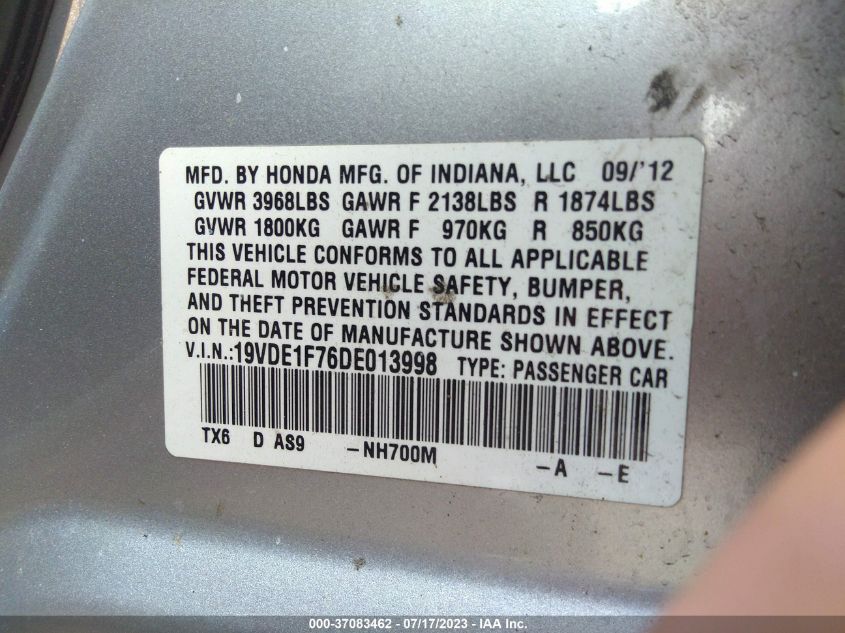 MFD. BY HONDA MFG. OF INDIANA, LLC 09/'12
GVWR 3968LBS GAWR F 2138LBS R 1874LBS
GVWR 1800KG GAWR F 970KG R 850KG
THIS VEHICLE CONFORMS TO ALL APPLICABLE
FEDERAL MOTOR VEHICLE SAFETY, BUMPER,
AND THEFT PREVENTION STANDARDS IN EFFECT
ON THE DATE OF MANUFACTURE SHOWN ABOVE.
V.I.N.:19VDE1F76DE013998 TYPE: PASSENGER CAR
TX6 D AS9 -NH700M -A -E
000-37083462 - 07/17/2023 - IAA Inc.